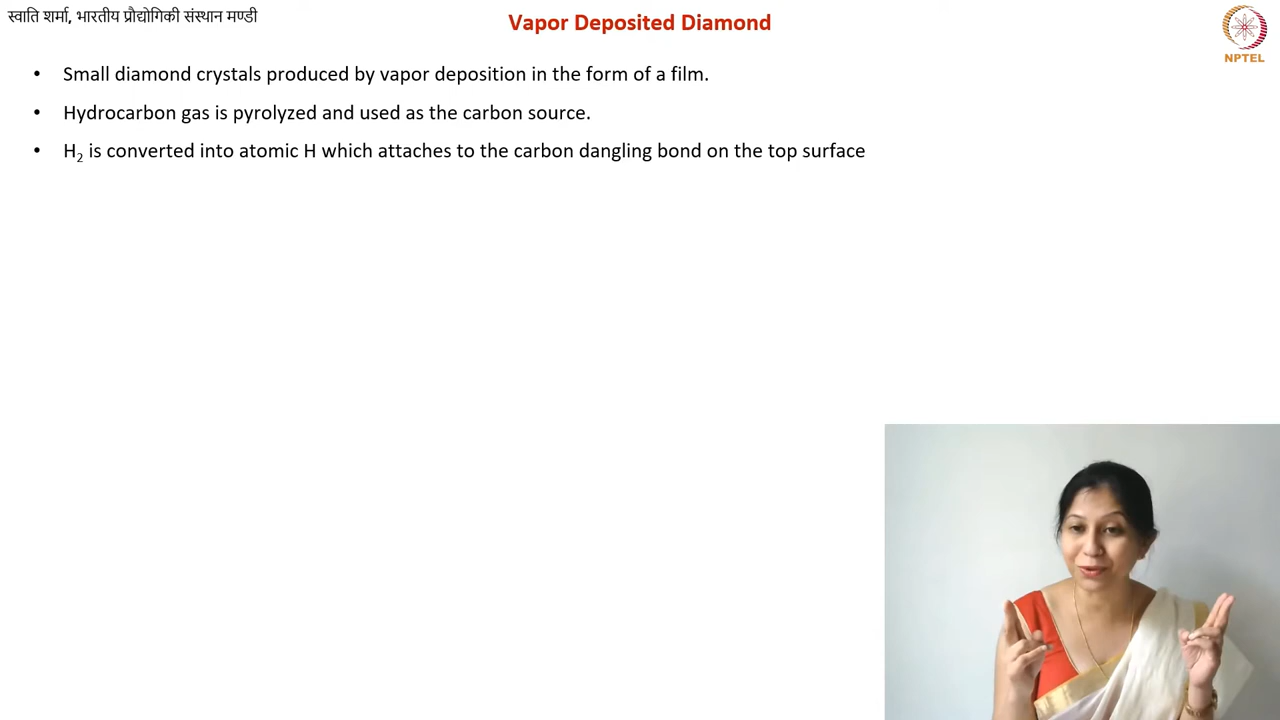 स्वाति शर्मा, भारतीय प्रौद्योगिकी संस्थान मण्डी
Vapor Deposited Diamond
NPTEL
• Small diamond crystals produced by vapor deposition in the form of a film.
• Hydrocarbon gas is pyrolyzed and used as the carbon source.
• H₂ is converted into atomic H which attaches to the carbon dangling bond on the top surface